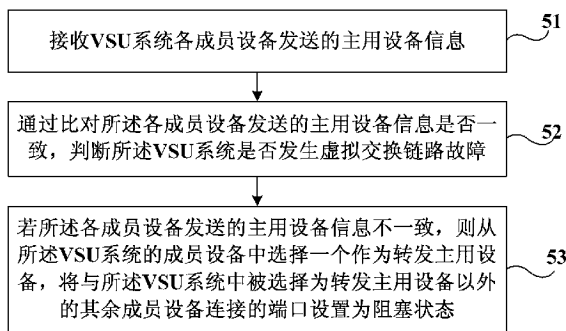 接收VSU系统各成员设备发送的主用设备信息
51
通过比对所述各成员设备发送的主用设备信息是否一
致，判断所述VSU系统是否发生虚拟交换链路故障
52
若所述各成员设备发送的主用设备信息不一致，则从
所述VSU系统的成员设备中选择一个作为转发主用设
备，将与所述VSU系统中被选择为转发主用设备以外
的其余成员设备连接的端口设置为阻塞状态
53